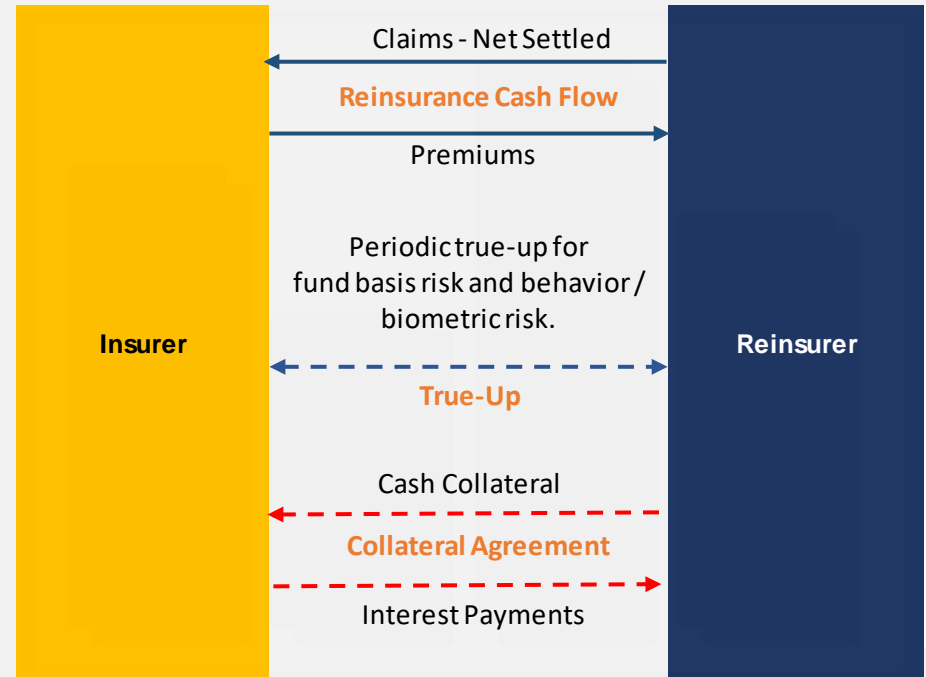 Claims - Net Settled
Reinsurance Cash Flow
Premiums
Periodic true-up for
fund basis risk and behavior /
biometric risk.
Insurer
Reinsurer
True-Up
Cash Collateral
Collateral Agreement
Interest Payments